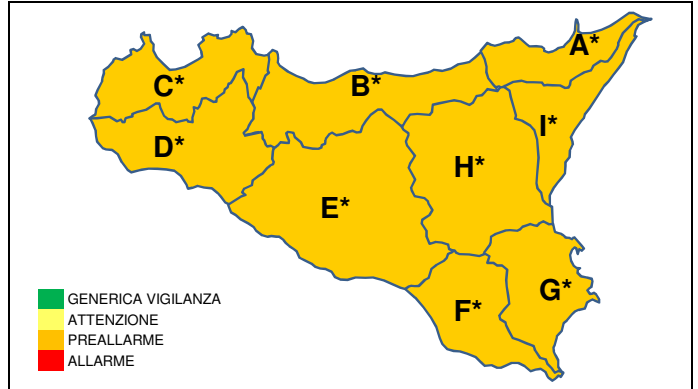 A*
C*
B*
I*
D*
H*
E*
G*
F*
GENERICA VIGILANZA
ATTENZIONE
PREALLARME
ALLARME